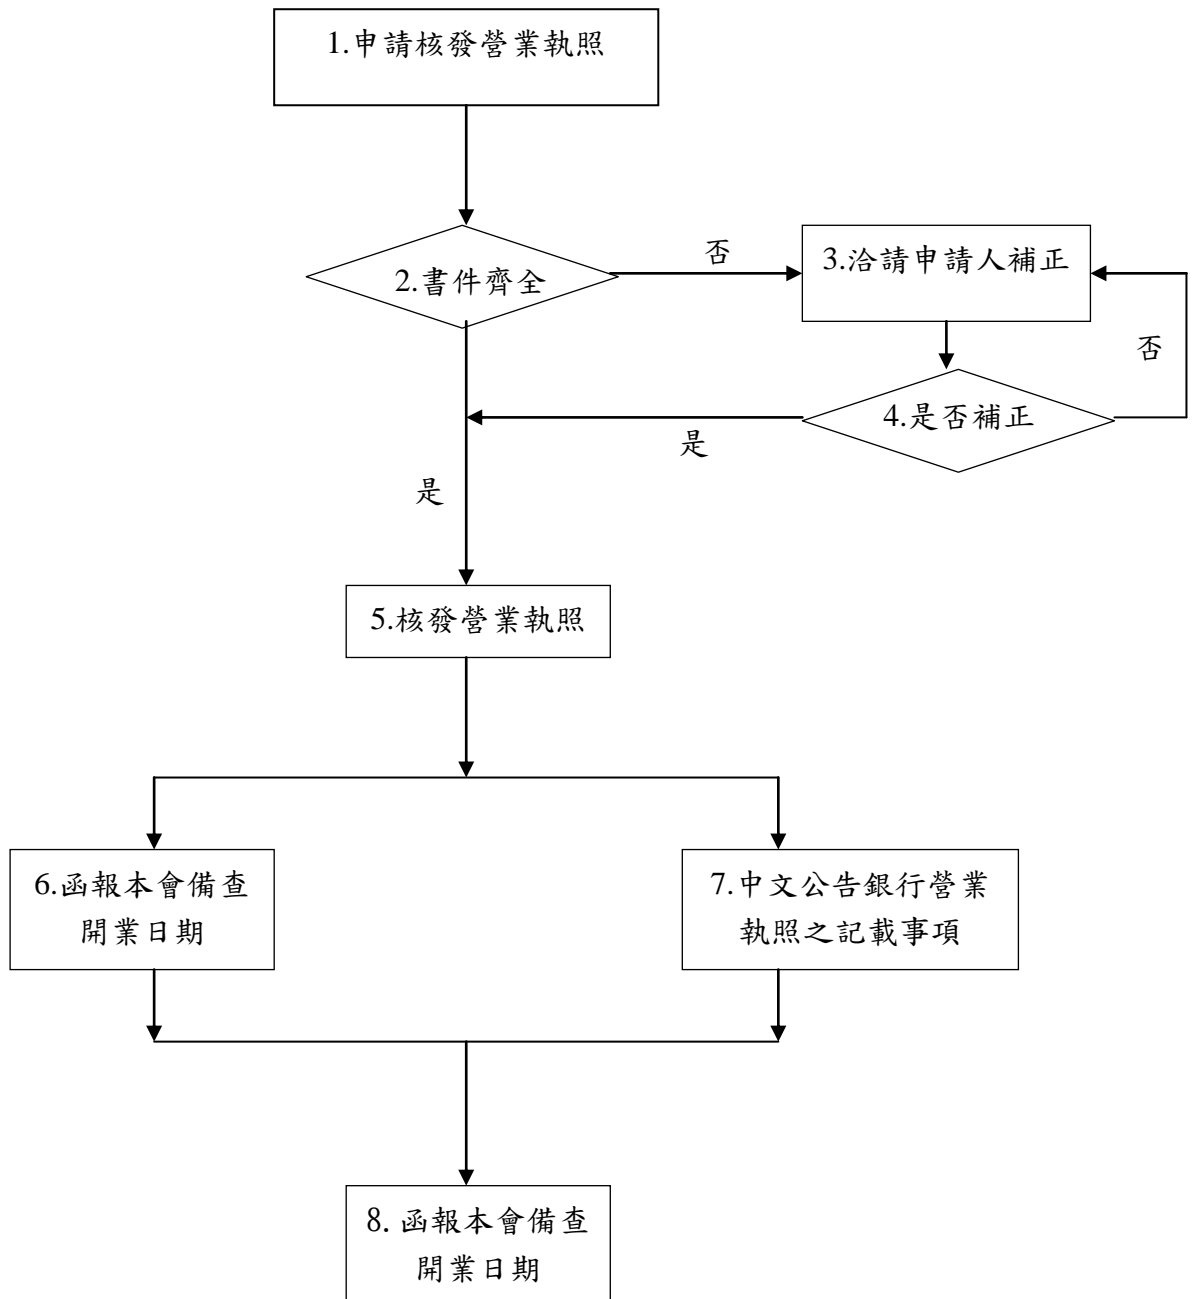 1.申請核發營業執照
2.書件齊全
否
3.洽請申請人補正
否
4.是否補正
是
是
5.核發營業執照
6.函報本會備查
開業日期
7.中文公告銀行營業
執照之記載事項
8. 函報本會備查
開業日期